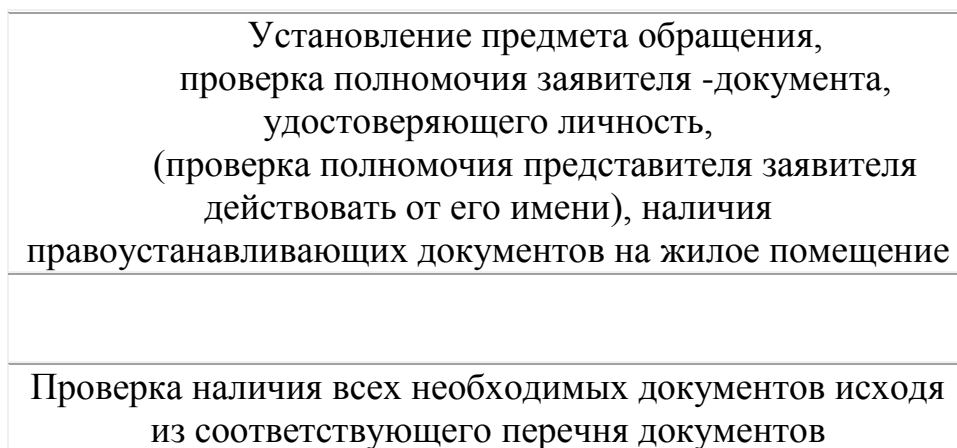 Установление предмета обращения,
проверка полномочия заявителя -документа,
удостоверяющего личность,
(проверка полномочия представителя заявителя
действовать от его имени), наличия
правоустанавливающих документов на жилое помещение
Проверка наличия всех необходимых документов исходя
из соответствующего перечня документов